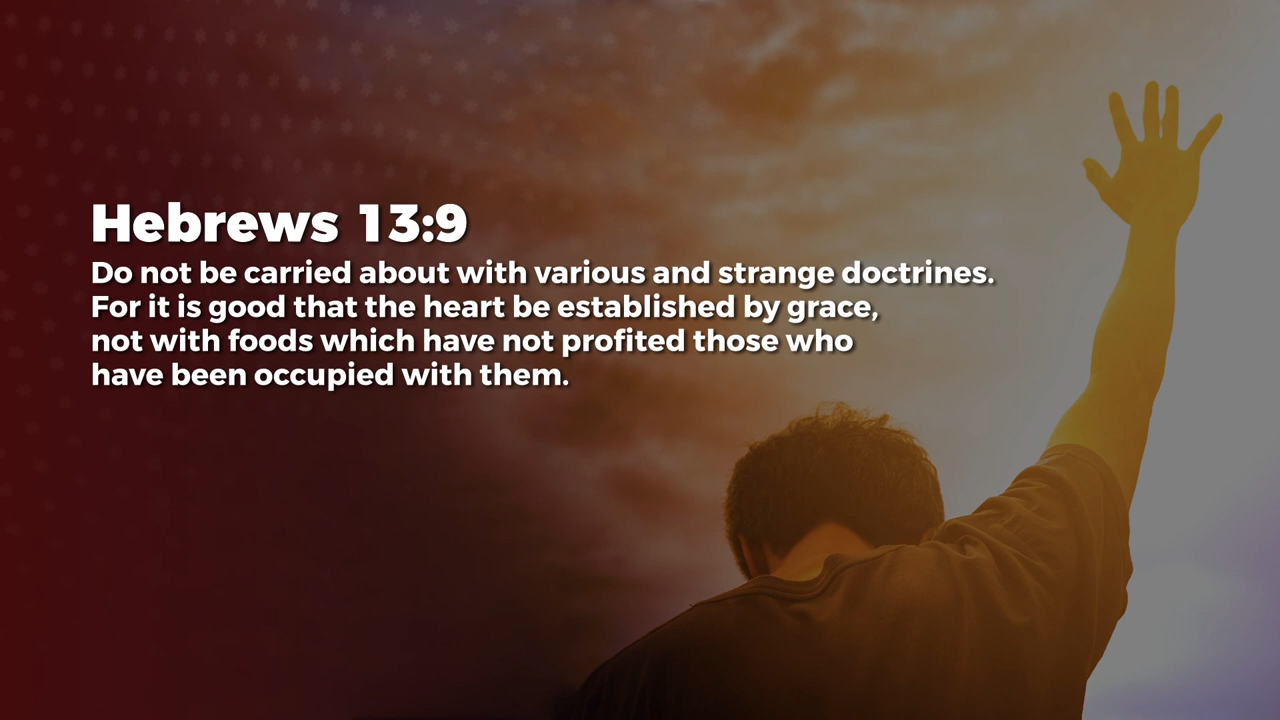 Hebrews 13:9
Do not be carried about with various and strange doctrines.
For it is good that the heart be established by grace,
not with foods which have not profited those who
have been occupied with them.